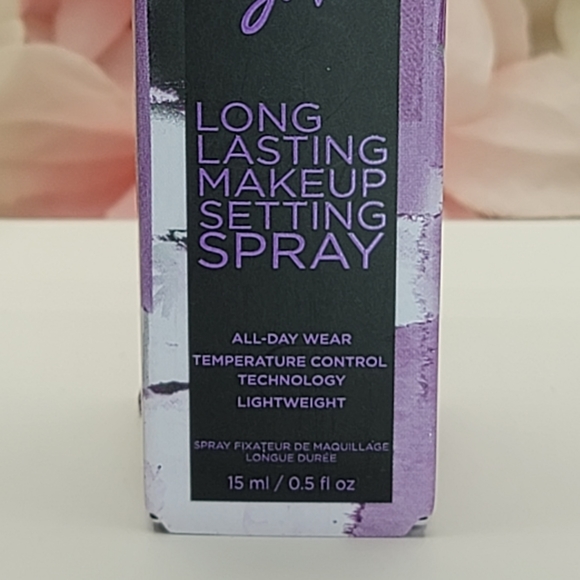 LONG
LASTING
MAKEUP
SETTING
SPRAY
ALL-DAY WEAR
TEMPERATURE CONTROL
TECHNOLOGY
LIGHTWEIGHT
SPRAY FIXATEUR DE MAQUILLAGE
LONGUE DURÉE
15 ml / 0.5 fl oz